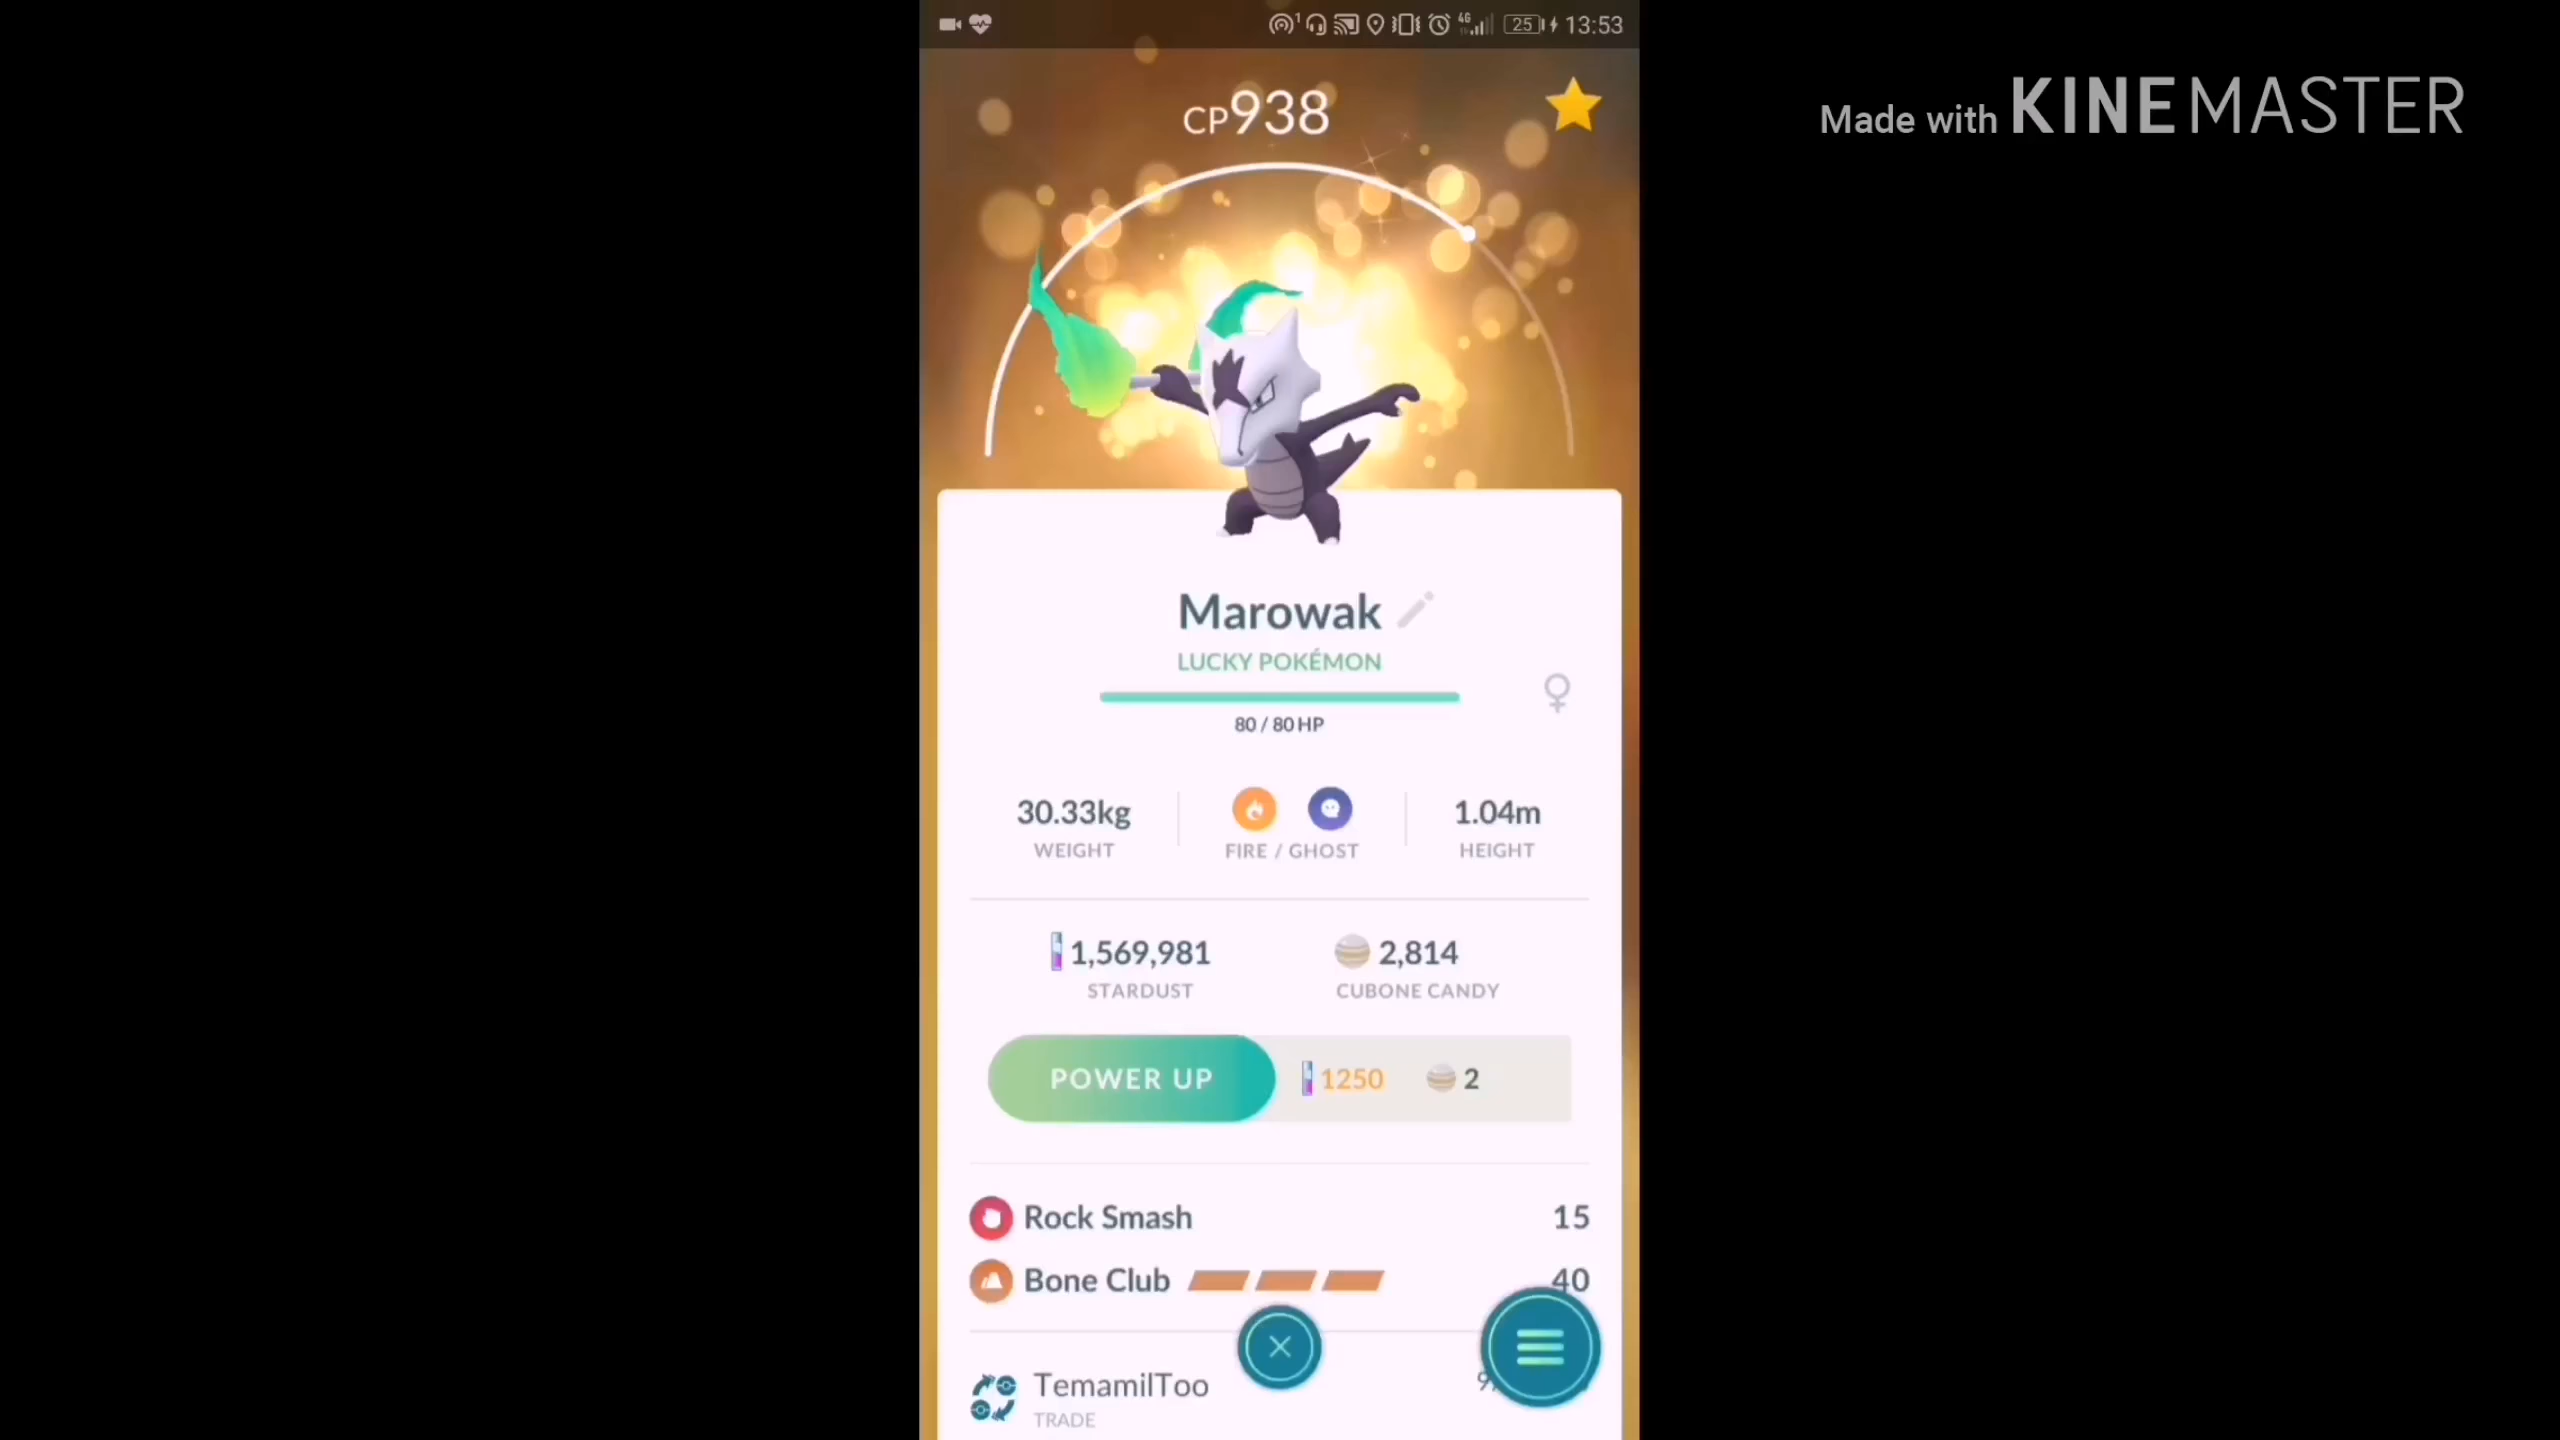 4G 25 13:53
Made with KINEMASTER
CP938
Marowak
LUCKY POKÉMON
80 / 80 HP
30.33kg
WEIGHT
FIRE / GHOST
1.04m
HEIGHT
1,569,981
STARDUST
2,814
CUBONE CANDY
POWER UP 1250 2
Rock Smash 15
Bone Club 40
TemamilToo
TRADE